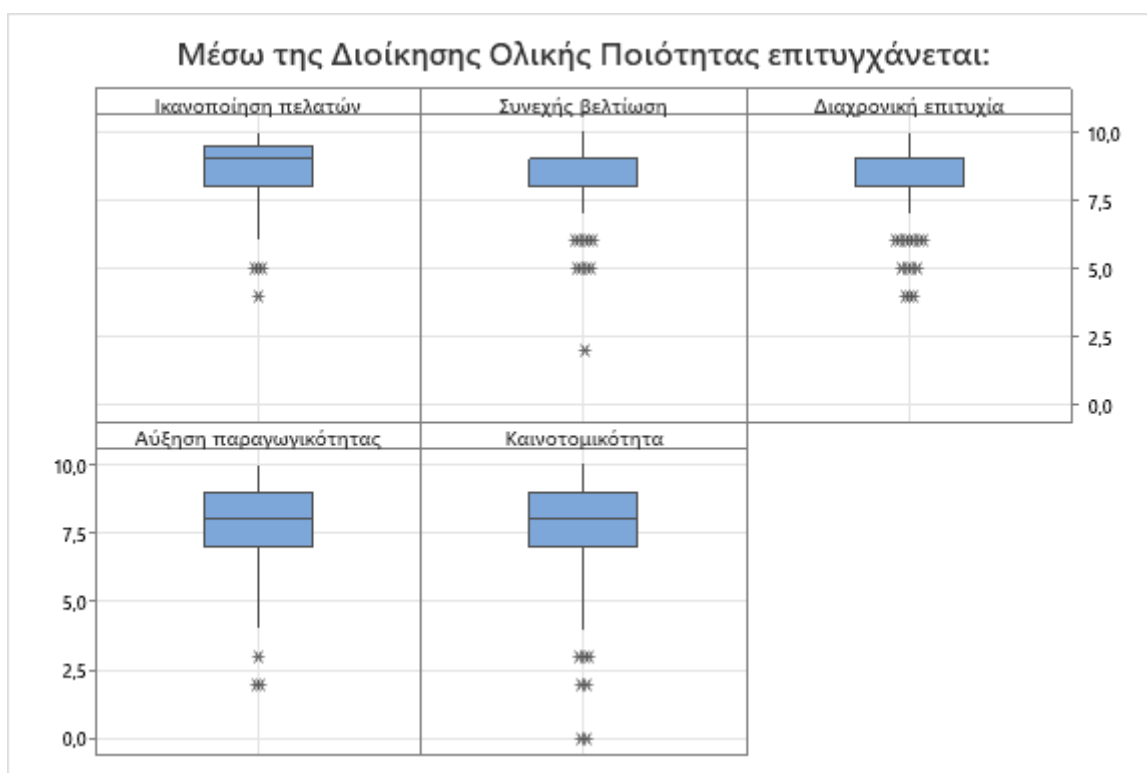 Μέσω της Διοίκησης Ολικής Ποιότητας επιτυγχάνεται:
Ικανοποίηση πελατών
Συνεχής βελτίωση
Διαχρονική επιτυχία
10,0
7,5
5,0
2,5
0,0
Αύξηση παραγωγικότητας
Καινοτομικότητα
10,0
7,5
5,0
2,5
0,0